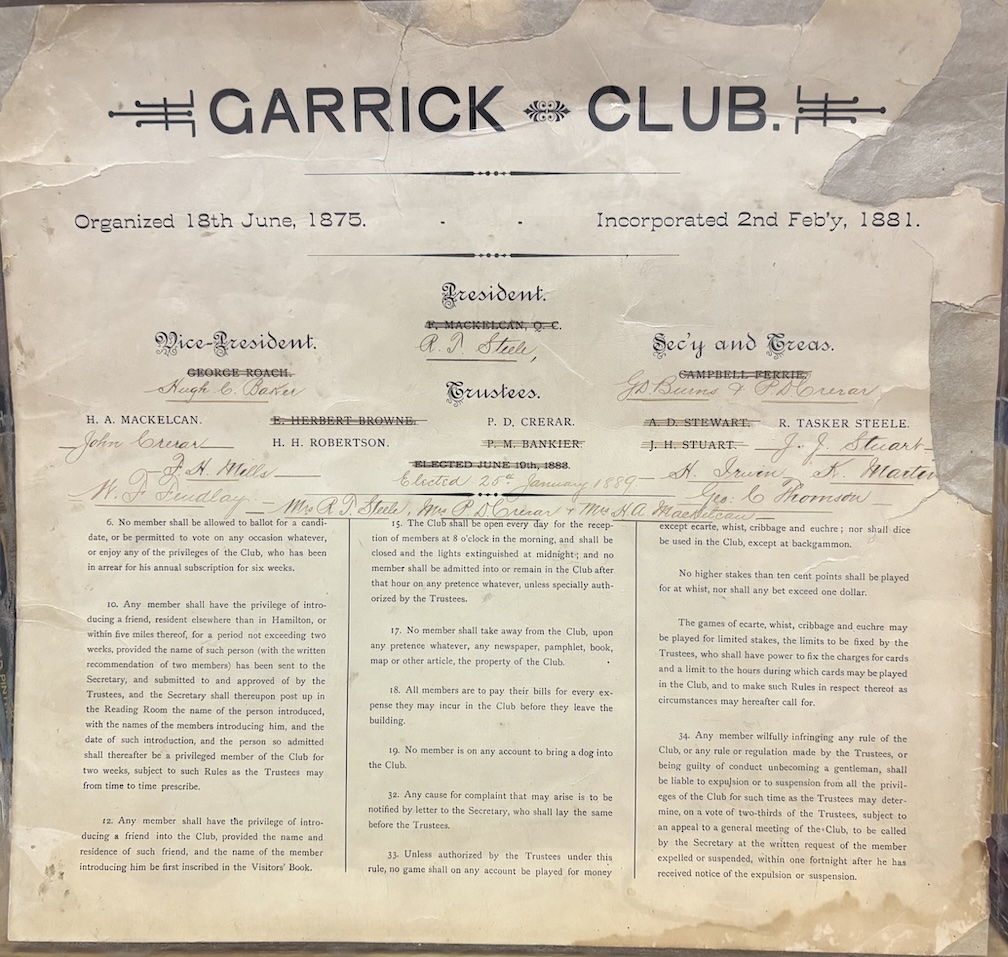 GARRICK CLUB.
Organized 18th June, 1875. - - Incorporated 2nd Feb'y, 1881.
President.
F. MACKELCAN, Q. C.
R. T. Steele,
Vice-President.
GEORGE ROACH.
Hugh C. Baker
Sec'y and Treas.
CAMPBELL FERRIE.
G D Burns & P D Crerar
Trustees.
H. A. MACKELCAN. E. HERBERT BROWNE. P. D. CRERAR. A. D. STEWART. R. TASKER STEELE.
John Crerar H. H. ROBERTSON. P. M. BANKIER. J. H. STUART. J. J. Stuart
F. H. Mills ELECTED JUNE 19th, 1888. H. Irwin K. Martin
W. F. Findlay. Elected 25th January 1889 Geo: C Thomson
Mrs R T Steele, Mrs P D Crerar & Mrs H A Mackelcan
6. No member shall be allowed to ballot for a candi-
date, or be permitted to vote on any occasion whatever,
or enjoy any of the privileges of the Club, who has been
in arrear for his annual subscription for six weeks.
10. Any member shall have the privilege of intro-
ducing a friend, resident elsewhere than in Hamilton, or
within five miles thereof, for a period not exceeding two
weeks, provided the name of such person (with the written
recommendation of two members) has been sent to the
Secretary, and submitted to and approved of by the
Trustees, and the Secretary shall thereupon post up in
the Reading Room the name of the person introduced,
with the names of the members introducing him, and the
date of such introduction, and the person so admitted
shall thereafter be a privileged member of the Club for
two weeks, subject to such Rules as the Trustees may
from time to time prescribe.
12. Any member shall have the privilege of intro-
ducing a friend into the Club, provided the name and
residence of such friend, and the name of the member
introducing him be first inscribed in the Visitors' Book.
15. The Club shall be open every day for the recep-
tion of members at 8 o'clock in the morning, and shall be
closed and the lights extinguished at midnight; and no
member shall be admitted into or remain in the Club after
that hour on any pretence whatever, unless specially auth-
orized by the Trustees.
17. No member shall take away from the Club, upon
any pretence whatever, any newspaper, pamphlet, book,
map or other article, the property of the Club.
18. All members are to pay their bills for every ex-
pense they may incur in the Club before they leave the
building.
19. No member is on any account to bring a dog into
the Club.
32. Any cause for complaint that may arise is to be
notified by letter to the Secretary, who shall lay the same
before the Trustees.
33. Unless authorized by the Trustees under this
rule, no game shall on any account be played for money
except ecarte, whist, cribbage and euchre; nor shall dice
be used in the Club, except at backgammon.
No higher stakes than ten cent points shall be played
for at whist, nor shall any bet exceed one dollar.
The games of ecarte, whist, cribbage and euchre may
be played for limited stakes, the limits to be fixed by the
Trustees, who shall have power to fix the charges for cards
and a limit to the hours during which cards may be played
in the Club, and to make such Rules in respect thereof as
circumstances may hereafter call for.
34. Any member wilfully infringing any rule of the
Club, or any rule or regulation made by the Trustees, or
being guilty of conduct unbecoming a gentleman, shall
be liable to expulsion or to suspension from all the privil-
eges of the Club for such time as the Trustees may deter-
mine, on a vote of two-thirds of the Trustees, subject to
an appeal to a general meeting of the Club, to be called
by the Secretary at the written request of the member
expelled or suspended, within one fortnight after he has
received notice of the expulsion or suspension.